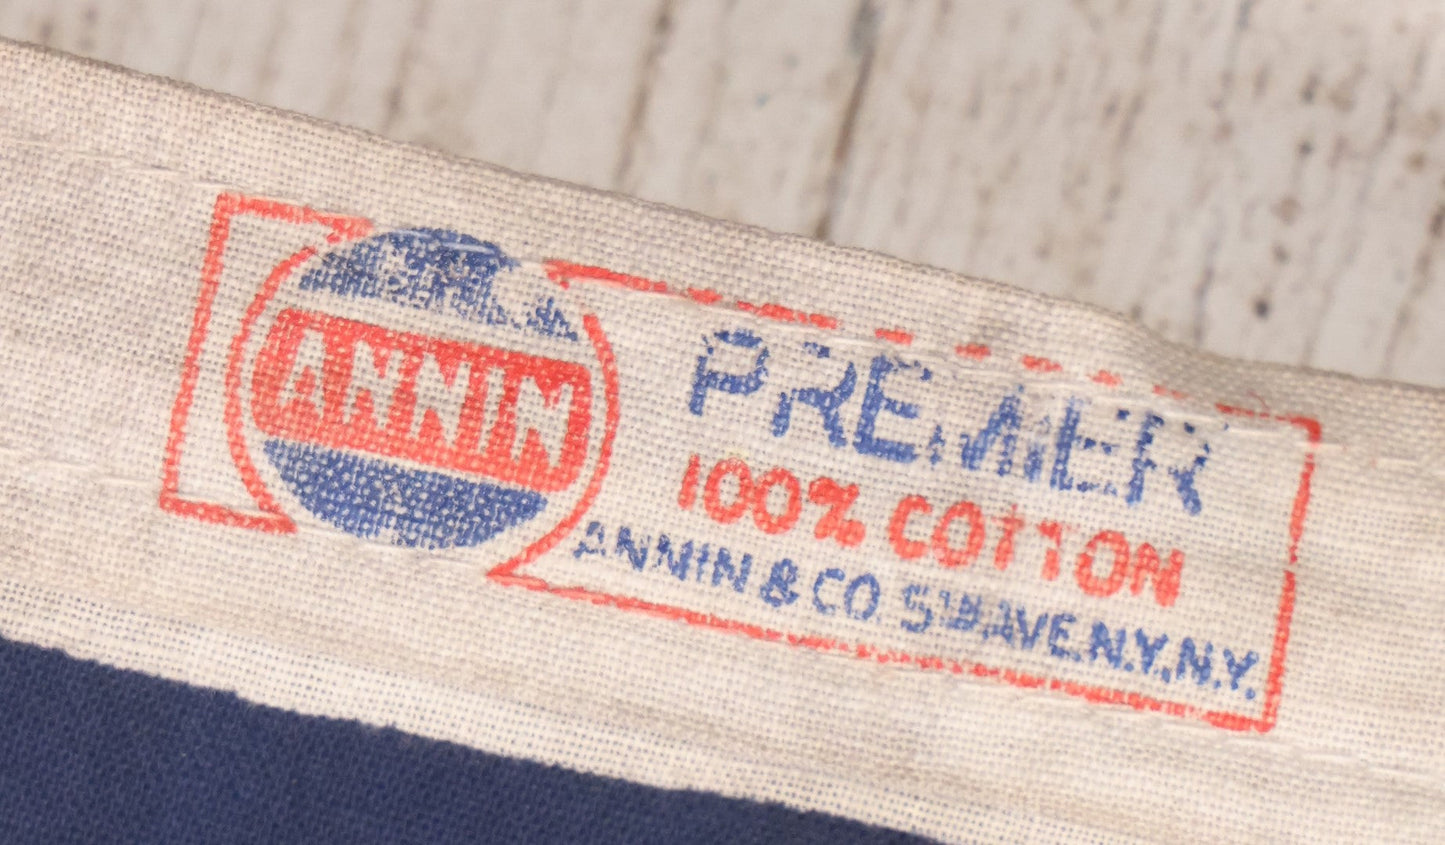 ANNIN
PREMIER
100% COTTON
ANNIN & CO. 5TH AVE. N.Y., N.Y.